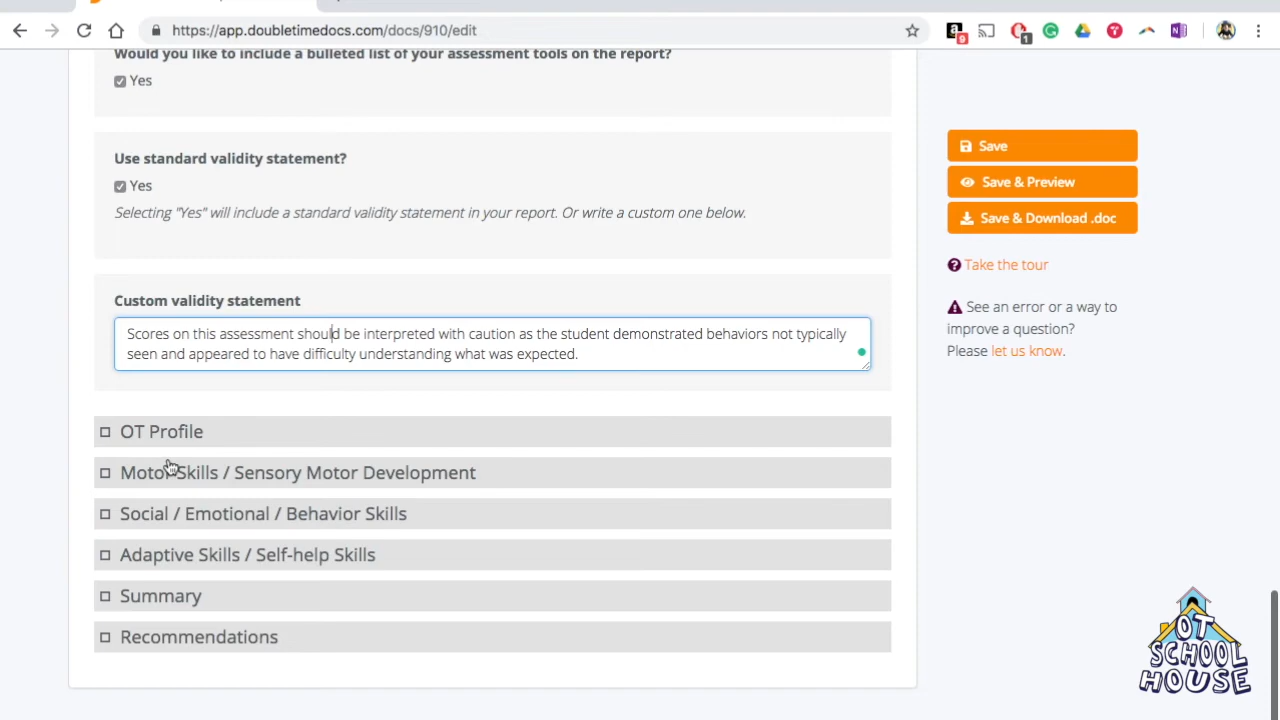 https://app.doubletimedocs.com/docs/910/edit
9
1
Would you like to include a bulleted list of your assessment tools on the report?
Yes
Use standard validity statement?
Yes
Selecting "Yes" will include a standard validity statement in your report. Or write a custom one below.
Custom validity statement
Scores on this assessment should be interpreted with caution as the student demonstrated behaviors not typically
seen and appeared to have difficulty understanding what was expected.
OT Profile
Motor Skills / Sensory Motor Development
Social / Emotional / Behavior Skills
Adaptive Skills / Self-help Skills
Summary
Recommendations
Save
Save & Preview
Save & Download .doc
Take the tour
See an error or a way to
improve a question?
Please let us know.
OT
SCHOOL
HOUSE